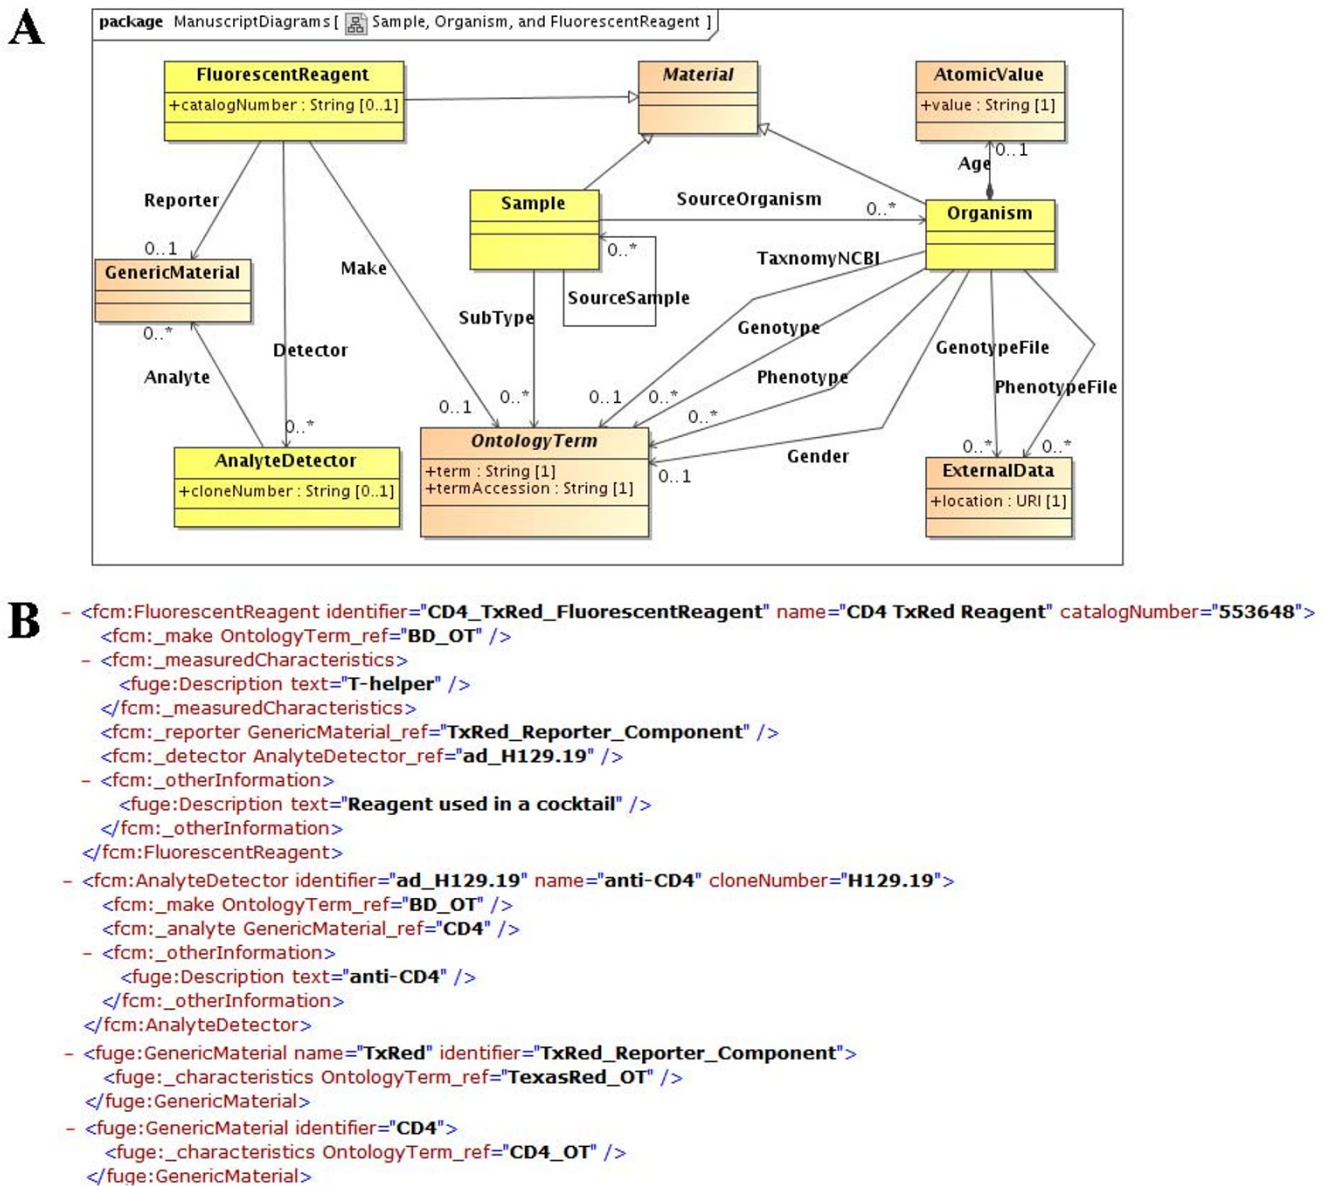 A
package ManuscriptDiagrams [ Sample, Organism, and FluorescentReagent ]
FluorescentReagent
+catalogNumber : String [0..1]
Material
AtomicValue
+value : String [1]
0..1
Age
Reporter
0..1
Sample
SourceOrganism
0..*
Organism
GenericMaterial
0..*
Make
0..*
SourceSample
TaxnomyNCBI
SubType
Genotype
GenotypeFile
Analyte
Detector
Phenotype
PhenotypeFile
0..1
0..*
0..1
0..*
0..*
0..*
OntologyTerm
+term : String [1]
+termAccession : String [1]
Gender
0..1
0..*
0..*
AnalyteDetector
+cloneNumber : String [0..1]
ExternalData
+location : URI [1]
B
- <fcm:FluorescentReagent identifier="CD4_TxRed_FluorescentReagent" name="CD4 TxRed Reagent" catalogNumber="553648">
<fcm:_make OntologyTerm_ref="BD_OT" />
- <fcm:_measuredCharacteristics>
<fuge:Description text="T-helper" />
</fcm:_measuredCharacteristics>
<fcm:_reporter GenericMaterial_ref="TxRed_Reporter_Component" />
<fcm:_detector AnalyteDetector_ref="ad_H129.19" />
- <fcm:_otherInformation>
<fuge:Description text="Reagent used in a cocktail" />
</fcm:_otherInformation>
</fcm:FluorescentReagent>
- <fcm:AnalyteDetector identifier="ad_H129.19" name="anti-CD4" cloneNumber="H129.19">
<fcm:_make OntologyTerm_ref="BD_OT" />
<fcm:_analyte GenericMaterial_ref="CD4" />
- <fcm:_otherInformation>
<fuge:Description text="anti-CD4" />
</fcm:_otherInformation>
</fcm:AnalyteDetector>
- <fuge:GenericMaterial name="TxRed" identifier="TxRed_Reporter_Component">
<fuge:_characteristics OntologyTerm_ref="TexasRed_OT" />
</fuge:GenericMaterial>
- <fuge:GenericMaterial identifier="CD4">
<fuge:_characteristics OntologyTerm_ref="CD4_OT" />
</fuge:GenericMaterial>